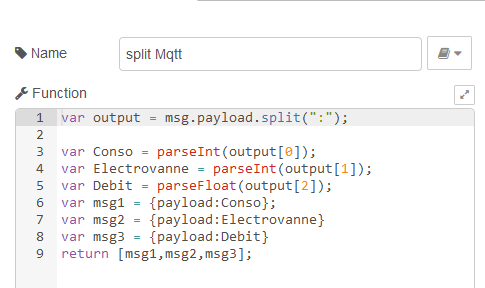 Name
split Mqtt
Function
1 var output = msg.payload.split(":");
2
3 var Conso = parseInt(output[0]);
4 var Electrovanne = parseInt(output[1]);
5 var Debit = parseFloat(output[2]);
6 var msg1 = {payload:Conso};
7 var msg2 = {payload:Electrovanne}
8 var msg3 = {payload:Debit}
9 return [msg1,msg2,msg3];